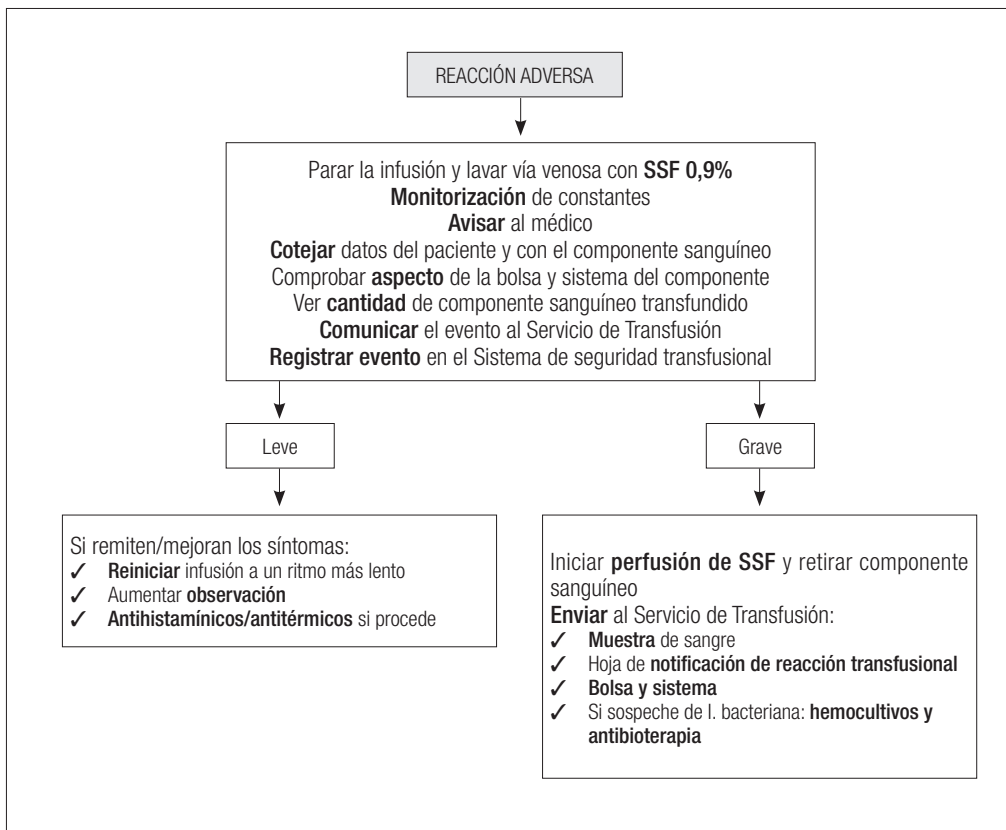 REACCIÓN ADVERSA
Parar la infusión y lavar vía venosa con SSF 0,9%
Monitorización de constantes
Avisar al médico
Cotejar datos del paciente y con el componente sanguíneo
Comprobar aspecto de la bolsa y sistema del componente
Ver cantidad de componente sanguíneo transfundido
Comunicar el evento al Servicio de Transfusión
Registrar evento en el Sistema de seguridad transfusional
Leve
Grave
Si remiten/mejoran los síntomas:
✓ Reiniciar infusión a un ritmo más lento
✓ Aumentar observación
✓ Antihistamínicos/antitérmicos si procede
Iniciar perfusión de SSF y retirar componente
sanguíneo
Enviar al Servicio de Transfusión:
✓ Muestra de sangre
✓ Hoja de notificación de reacción transfusional
✓ Bolsa y sistema
✓ Si sospeche de I. bacteriana: hemocultivos y
antibioterapia